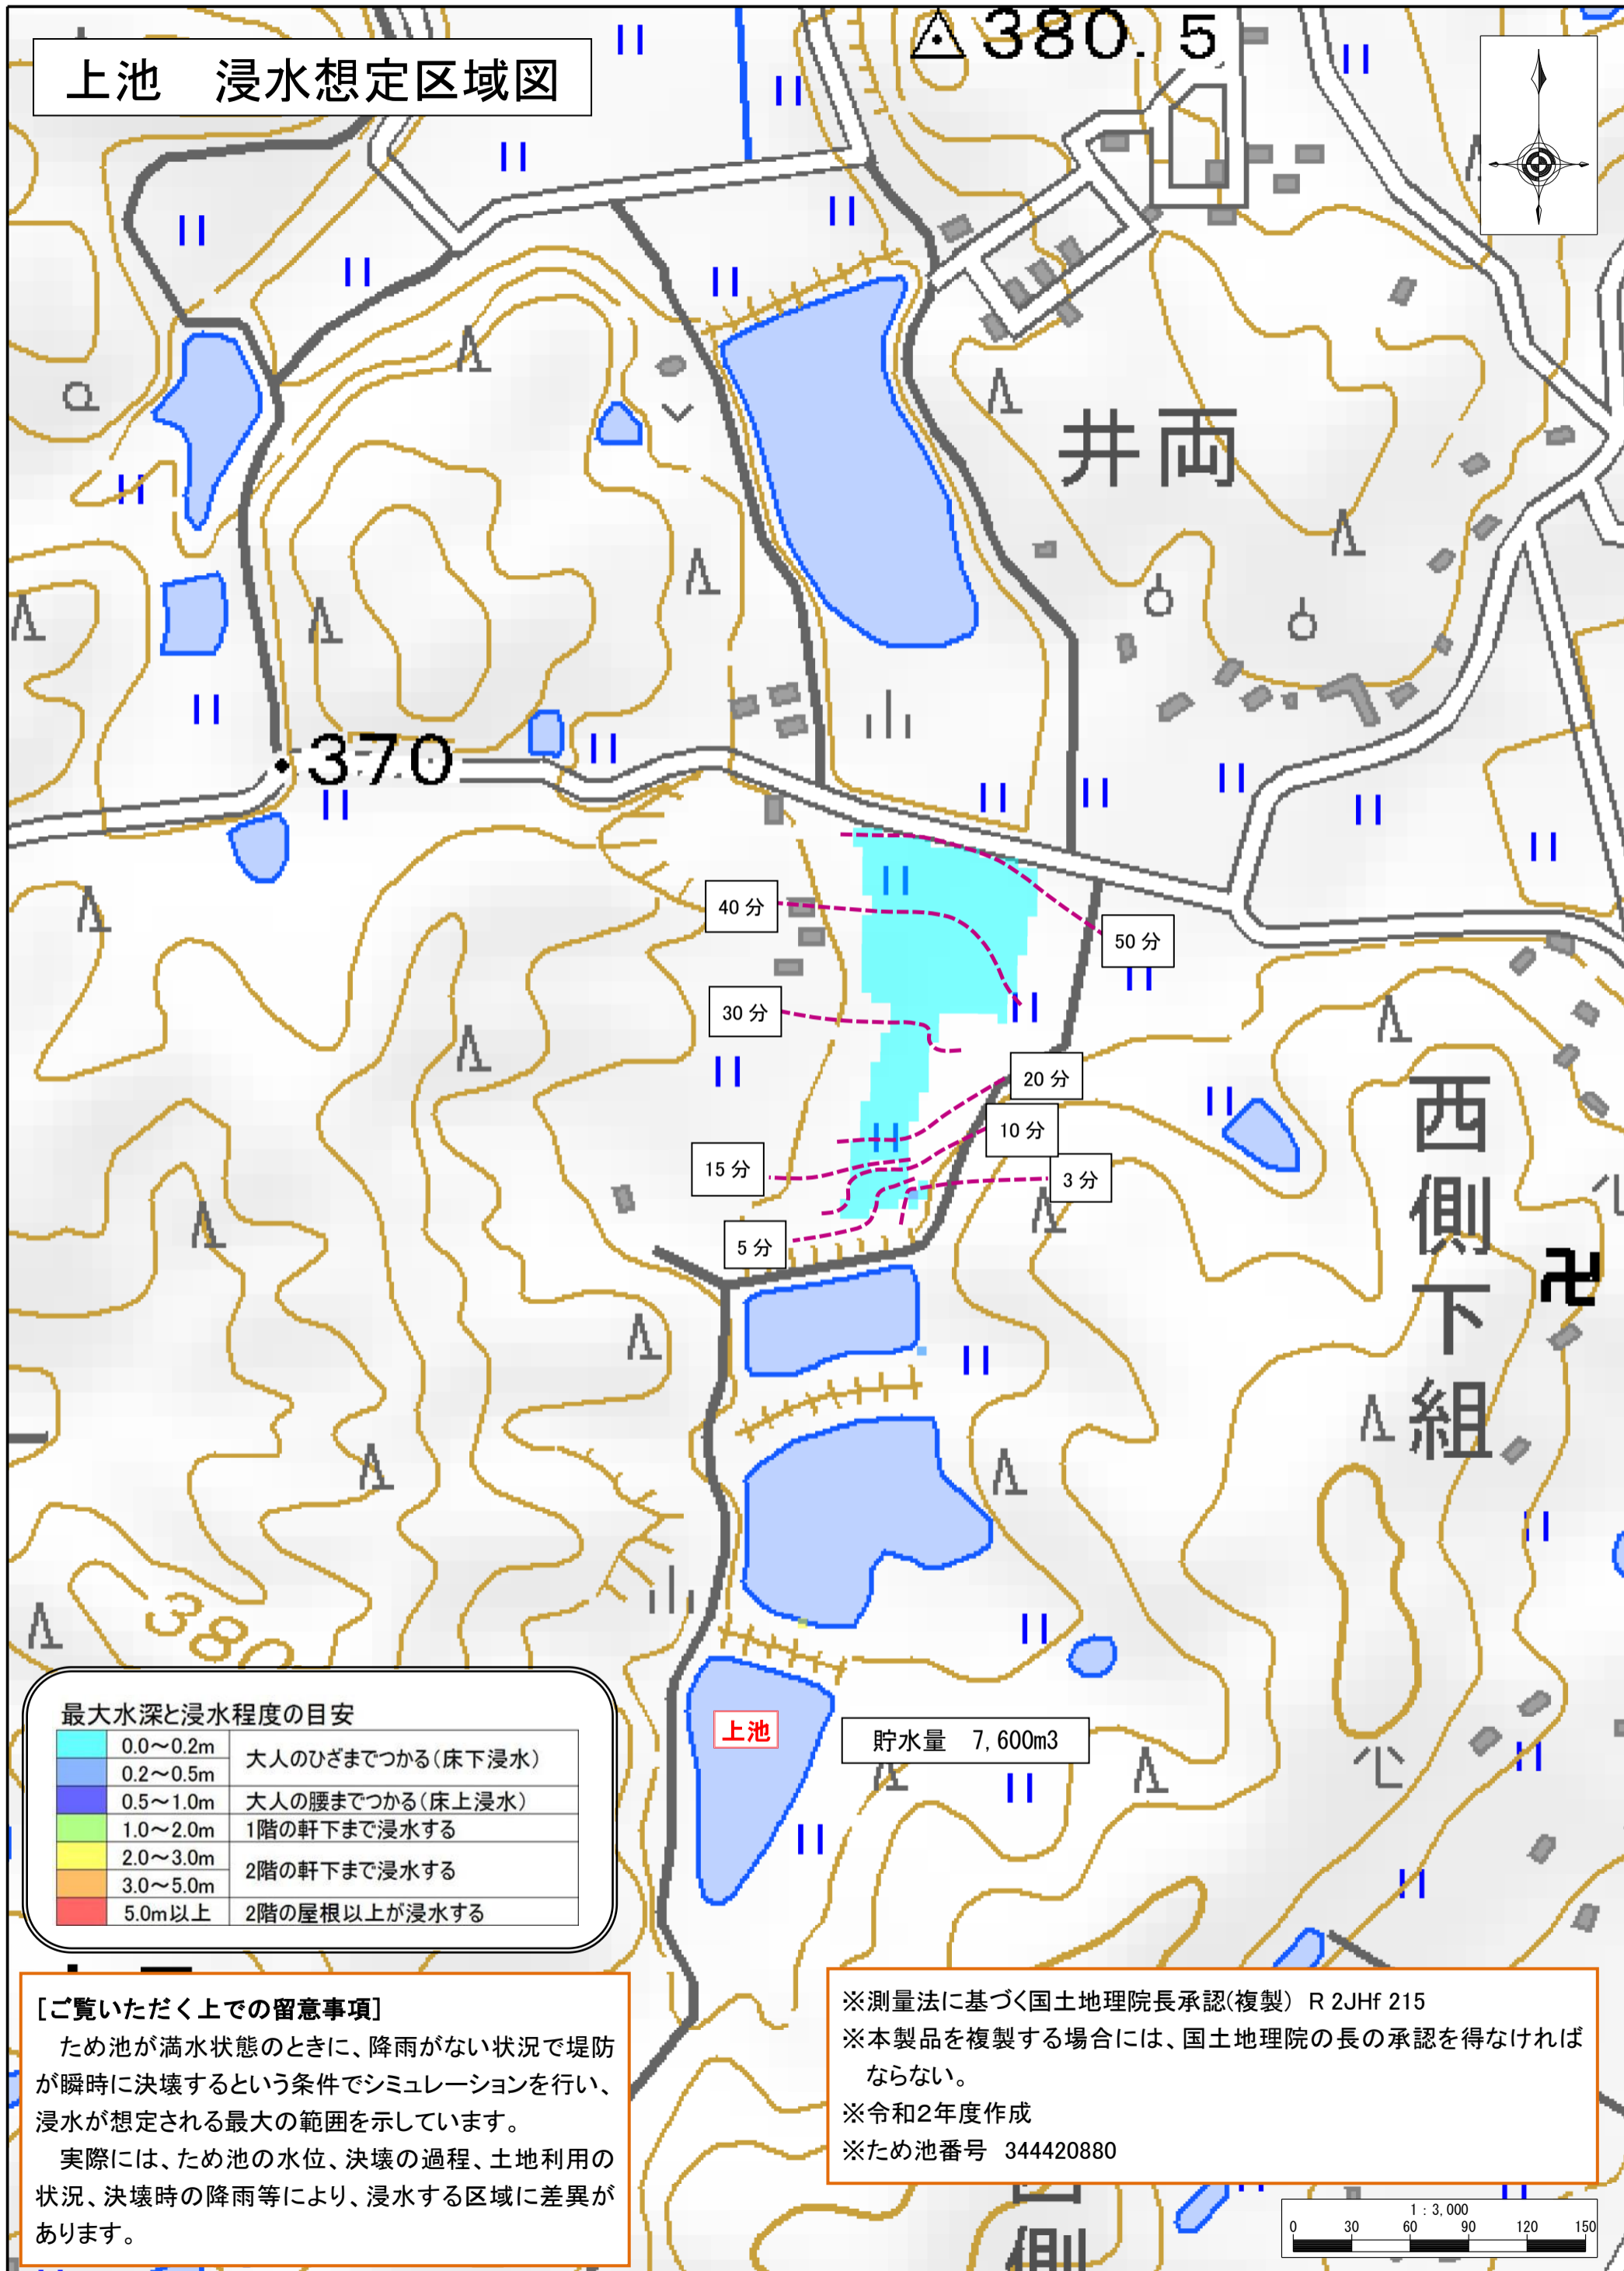 上池　浸水想定区域図
380.5
井両
370
40 分
50 分
30 分
20 分
10 分
15 分
3 分
5 分
西側下組
380
上池
貯水量　7,600m3
最大水深と浸水程度の目安
0.0～0.2m
大人のひざまでつかる（床下浸水）
0.2～0.5m
0.5～1.0m 大人の腰までつかる（床上浸水）
1.0～2.0m 1階の軒下まで浸水する
2.0～3.0m
2階の軒下まで浸水する
3.0～5.0m
5.0m以上 2階の屋根以上が浸水する
［ご覧いただく上での留意事項］
ため池が満水状態のときに、降雨がない状況で堤防
が瞬時に決壊するという条件でシミュレーションを行い、
浸水が想定される最大の範囲を示しています。
実際には、ため池の水位、決壊の過程、土地利用の
状況、決壊時の降雨等により、浸水する区域に差異が
あります。
※測量法に基づく国土地理院長承認(複製)　R 2JHf 215
※本製品を複製する場合には、国土地理院の長の承認を得なければ
ならない。
※令和2年度作成
※ため池番号　344420880
側
1 : 3,000
0 30 60 90 120 150